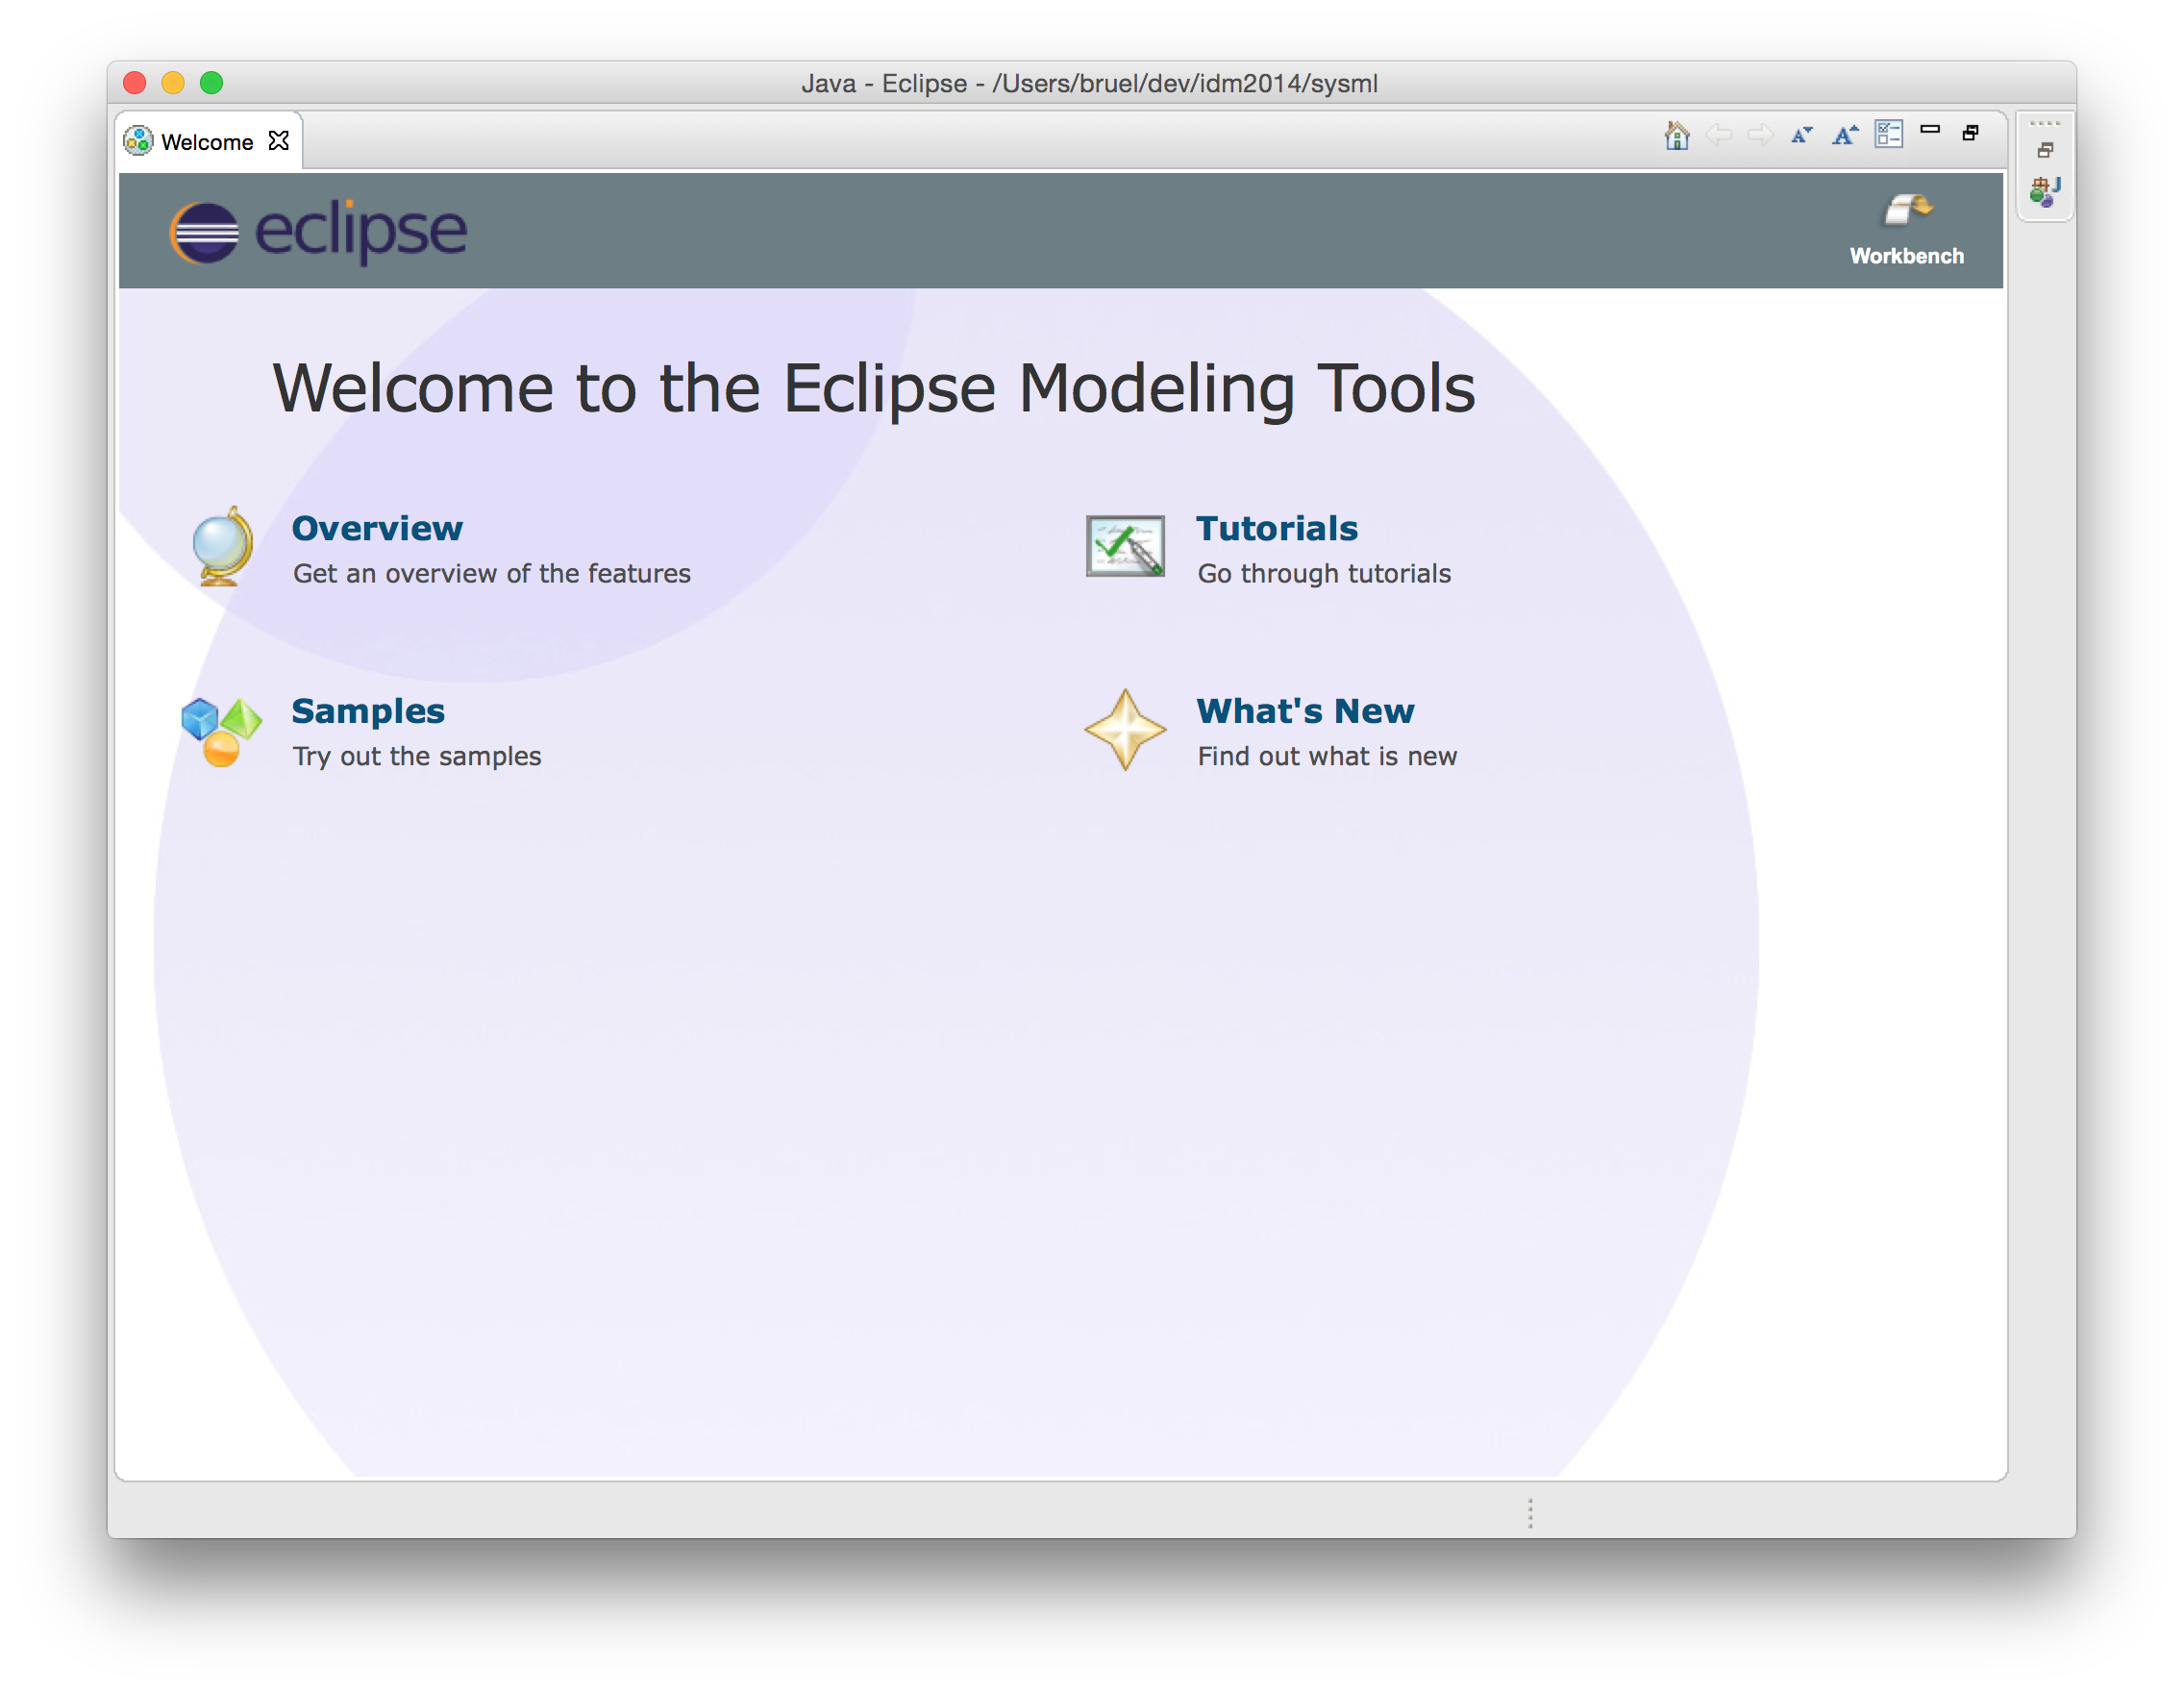 Java - Eclipse - /Users/bruel/dev/idm2014/sysml
Welcome
eclipse
Workbench
Welcome to the Eclipse Modeling Tools
Overview
Get an overview of the features
Tutorials
Go through tutorials
Samples
Try out the samples
What's New
Find out what is new